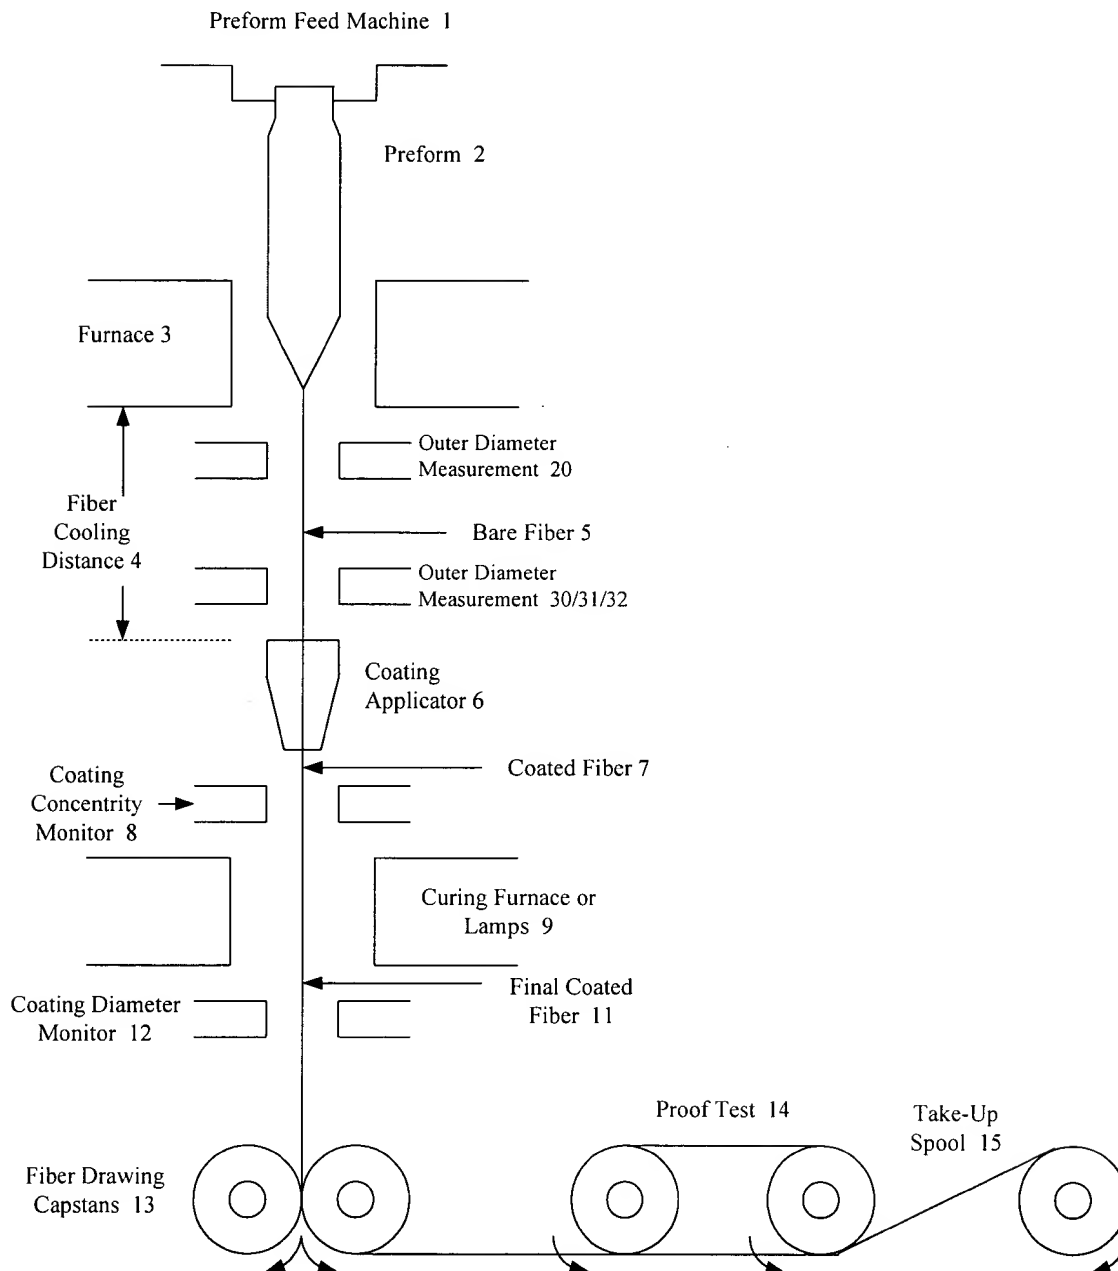 Preform Feed Machine 1
Preform 2
Furnace 3
Outer Diameter
Measurement 20
Fiber
Cooling
Distance 4
Bare Fiber 5
Outer Diameter
Measurement 30/31/32
Coating
Applicator 6
Coated Fiber 7
Coating
Concentrity
Monitor 8
Curing Furnace or
Lamps 9
Final Coated
Fiber 11
Coating Diameter
Monitor 12
Proof Test 14
Take-Up
Spool 15
Fiber Drawing
Capstans 13